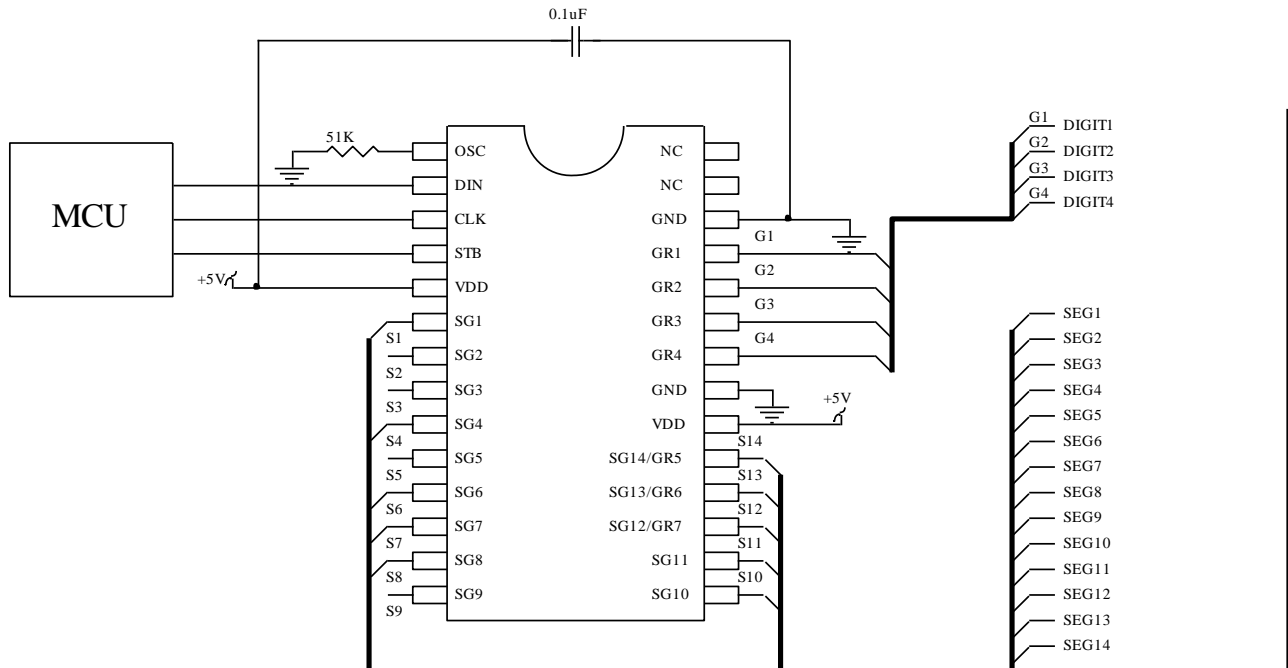 0.1uF
51K
MCU
+5V
OSC
DIN
CLK
STB
VDD
SG1
SG2
SG3
SG4
SG5
SG6
SG7
SG8
SG9
S1
S2
S3
S4
S5
S6
S7
S8
S9
NC
NC
GND
GR1
GR2
GR3
GR4
GND
VDD
SG14/GR5
SG13/GR6
SG12/GR7
SG11
SG10
G1
G2
G3
G4
+5V
S14
S13
S12
S11
S10
G1 DIGIT1
G2 DIGIT2
G3 DIGIT3
G4 DIGIT4
SEG1
SEG2
SEG3
SEG4
SEG5
SEG6
SEG7
SEG8
SEG9
SEG10
SEG11
SEG12
SEG13
SEG14